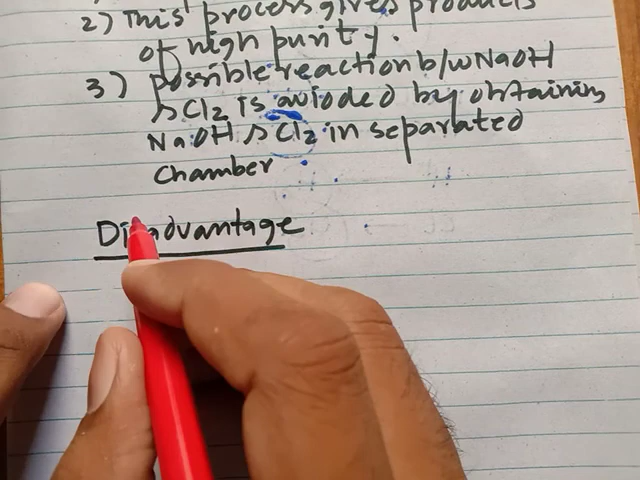 2) This process gives products
of high purity.
3) possible reaction b/w NaOH
& Cl2 is avioded by obtaining
NaOH & Cl2 in separated
chamber
Disadvantage